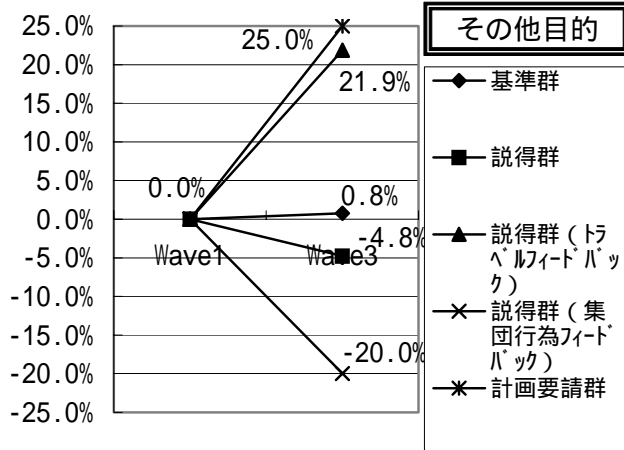 その他目的
25.0%
20.0%
15.0%
10.0%
5.0%
0.0%
-5.0%
-10.0%
-15.0%
-20.0%
-25.0%
25.0%
21.9%
0.0%
0.8%
-4.8%
-20.0%
Wave1
Wave3
基準群
説得群
説得群(トラ
ベルフィードバッ
ク)
説得群(集
団行為フィード
バック)
計画要請群